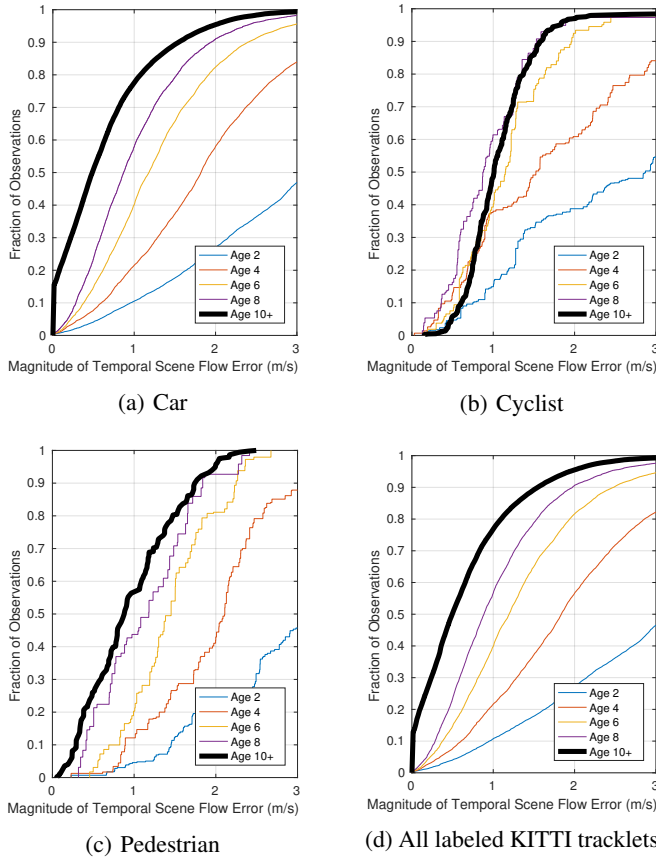 1
0.9
0.8
0.7
0.6
0.5
0.4
0.3
0.2
0.1
0
Fraction of Observations
Age 2
Age 4
Age 6
Age 8
Age 10+
0 1 2 3
Magnitude of Temporal Scene Flow Error (m/s)
(a) Car
1
0.9
0.8
0.7
0.6
0.5
0.4
0.3
0.2
0.1
0
Fraction of Observations
Age 2
Age 4
Age 6
Age 8
Age 10+
0 1 2 3
Magnitude of Temporal Scene Flow Error (m/s)
(b) Cyclist
1
0.9
0.8
0.7
0.6
0.5
0.4
0.3
0.2
0.1
0
Fraction of Observations
Age 2
Age 4
Age 6
Age 8
Age 10+
0 1 2 3
Magnitude of Temporal Scene Flow Error (m/s)
(c) Pedestrian
1
0.9
0.8
0.7
0.6
0.5
0.4
0.3
0.2
0.1
0
Fraction of Observations
Age 2
Age 4
Age 6
Age 8
Age 10+
0 1 2 3
Magnitude of Temporal Scene Flow Error (m/s)
(d) All labeled KITTI tracklets